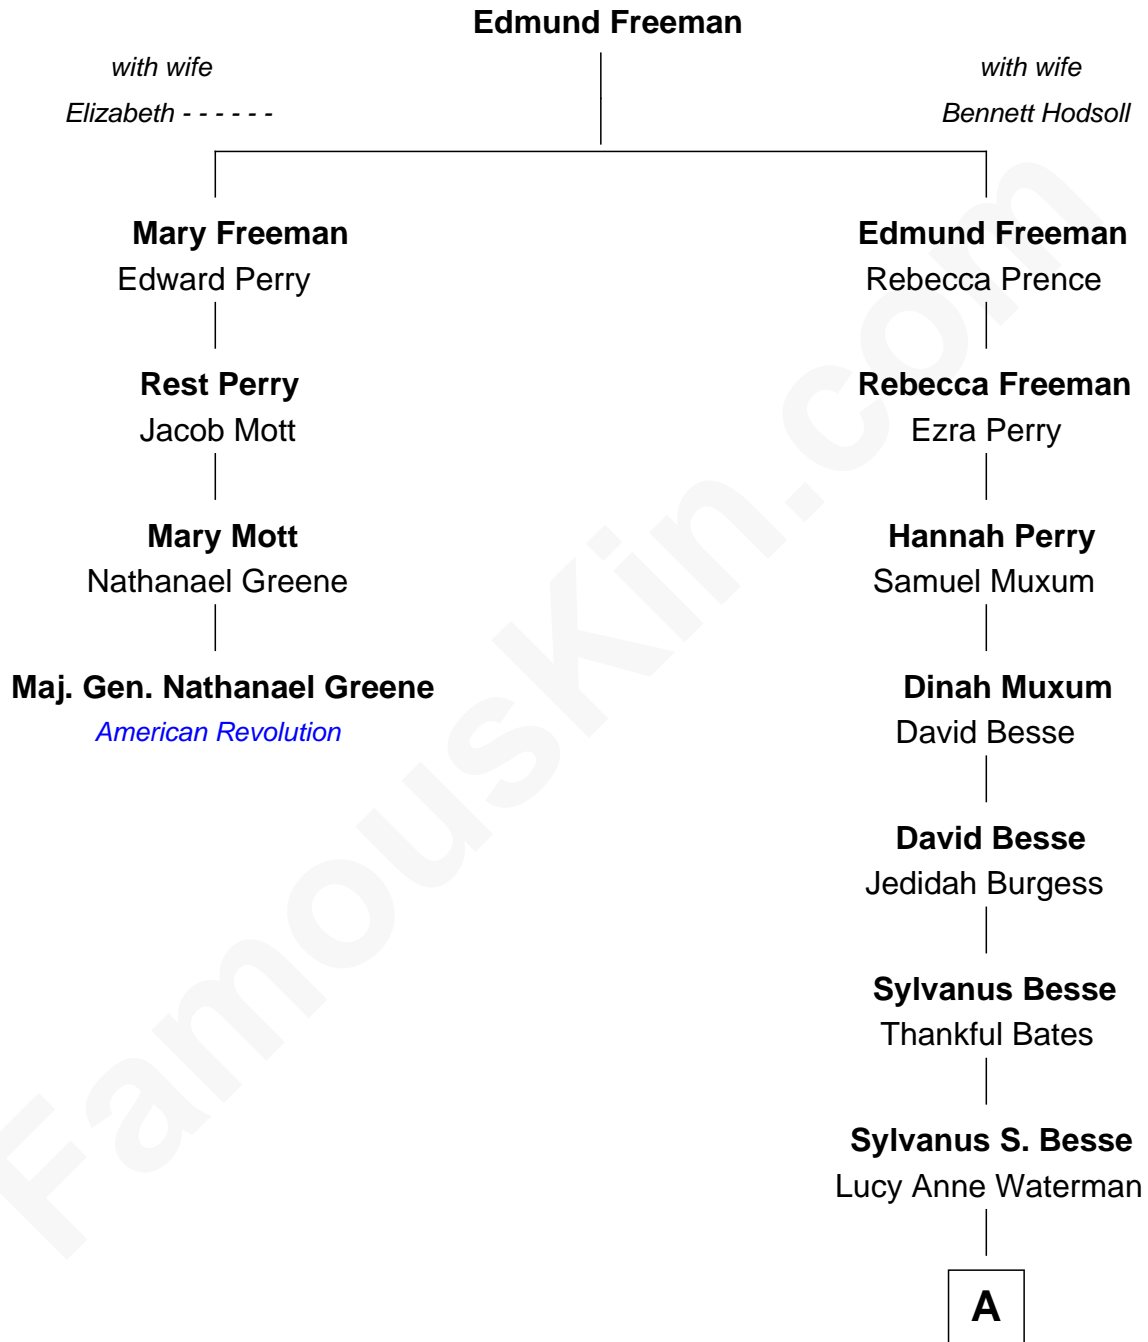 Edmund Freeman
with wife
Elizabeth - - - - - -
with wife
Bennett Hodsoll
Mary Freeman
Edward Perry
Edmund Freeman
Rebecca Prence
Rest Perry
Jacob Mott
Rebecca Freeman
Ezra Perry
Mary Mott
Nathanael Greene
Hannah Perry
Samuel Muxum
Maj. Gen. Nathanael Greene
American Revolution
Dinah Muxum
David Besse
David Besse
Jedidah Burgess
Sylvanus Besse
Thankful Bates
Sylvanus S. Besse
Lucy Anne Waterman
A
FamousKin.com